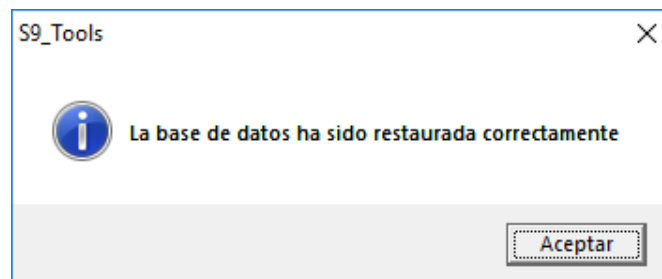 S9_Tools
La base de datos ha sido restaurada correctamente
Aceptar